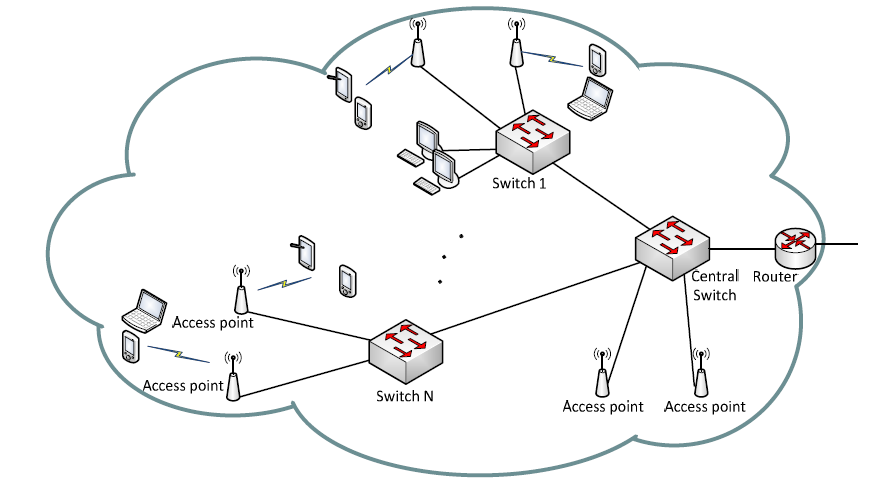 Switch 1
Central
Switch
Router
Access point
Access point
Switch N
Access point
Access point